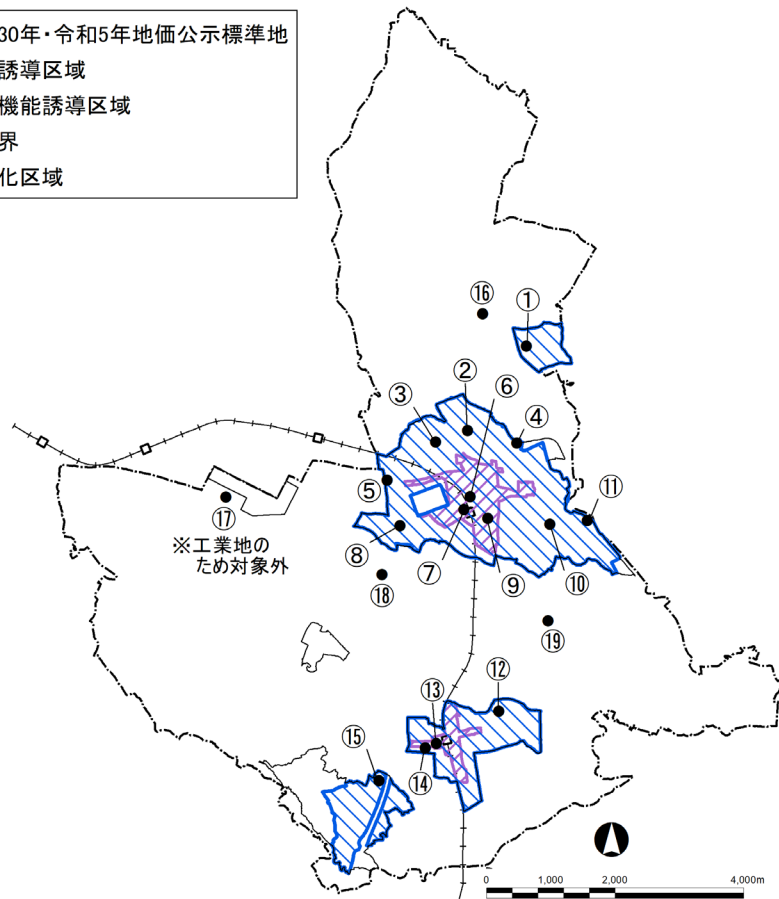 30年・令和5年地価公示標準地
誘導区域
機能誘導区域
界
化区域
⑯
①
②
⑥
③
④
⑤
⑪
⑰
※工業地の
ため対象外
⑧
⑦
⑨
⑩
⑱
⑲
⑫
⑬
⑮
⑭
0 1,000 2,000 4,000m